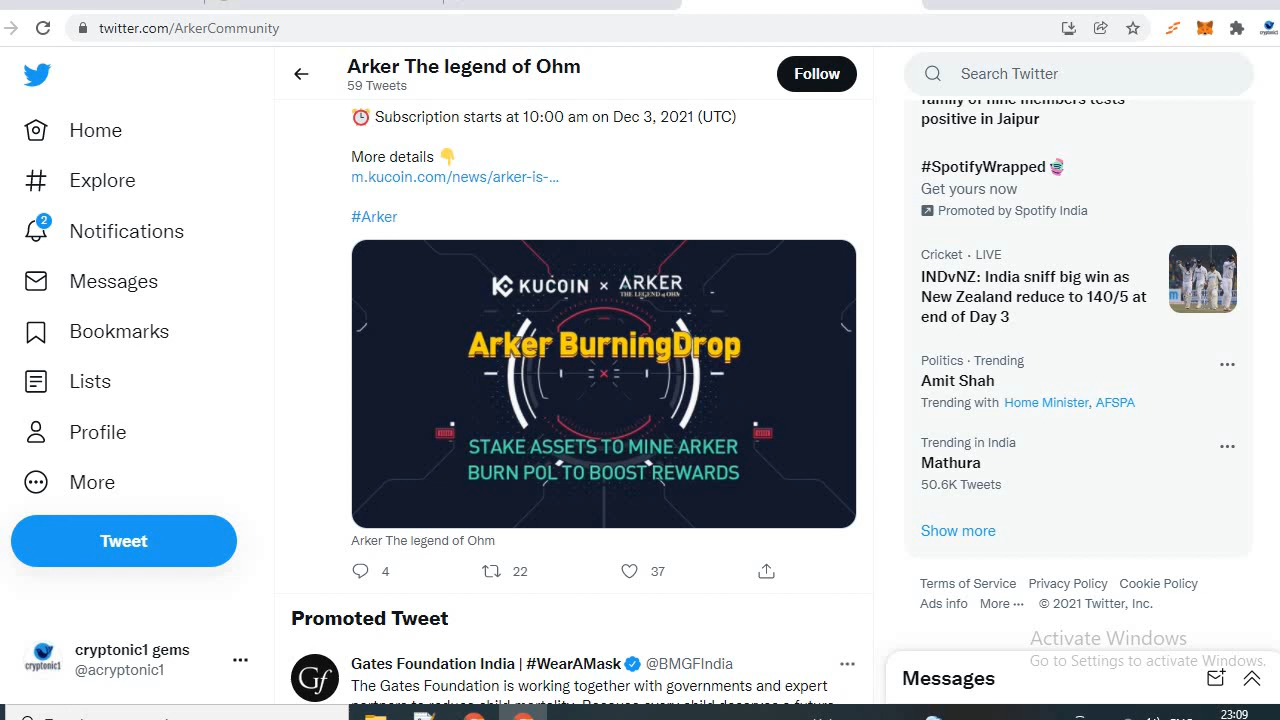 twitter.com/ArkerCommunity
Arker The legend of Ohm
59 Tweets
Follow
Home
Explore
2
Notifications
Messages
Bookmarks
Lists
Profile
More
Tweet
cryptonic1 gems
@acryptonic1
⏰ Subscription starts at 10:00 am on Dec 3, 2021 (UTC)
More details 👇
m.kucoin.com/news/arker-is-...
#Arker
KUCOIN × ARKER
THE LEGEND of OHM
Arker BurningDrop
STAKE ASSETS TO MINE ARKER
BURN POL TO BOOST REWARDS
Arker The legend of Ohm
4 22 37
Promoted Tweet
Gates Foundation India | #WearAMask @BMGFIndia
The Gates Foundation is working together with governments and expert
Search Twitter
family of nine members tests
positive in Jaipur
#SpotifyWrapped
Get yours now
Promoted by Spotify India
Cricket · LIVE
INDvNZ: India sniff big win as
New Zealand reduce to 140/5 at
end of Day 3
Politics · Trending
Amit Shah
Trending with Home Minister, AFSPA
Trending in India
Mathura
50.6K Tweets
Show more
Terms of Service Privacy Policy Cookie Policy
Ads info More ··· © 2021 Twitter, Inc.
Activate Windows
Go to Settings to activate Windows.
Messages
23:09